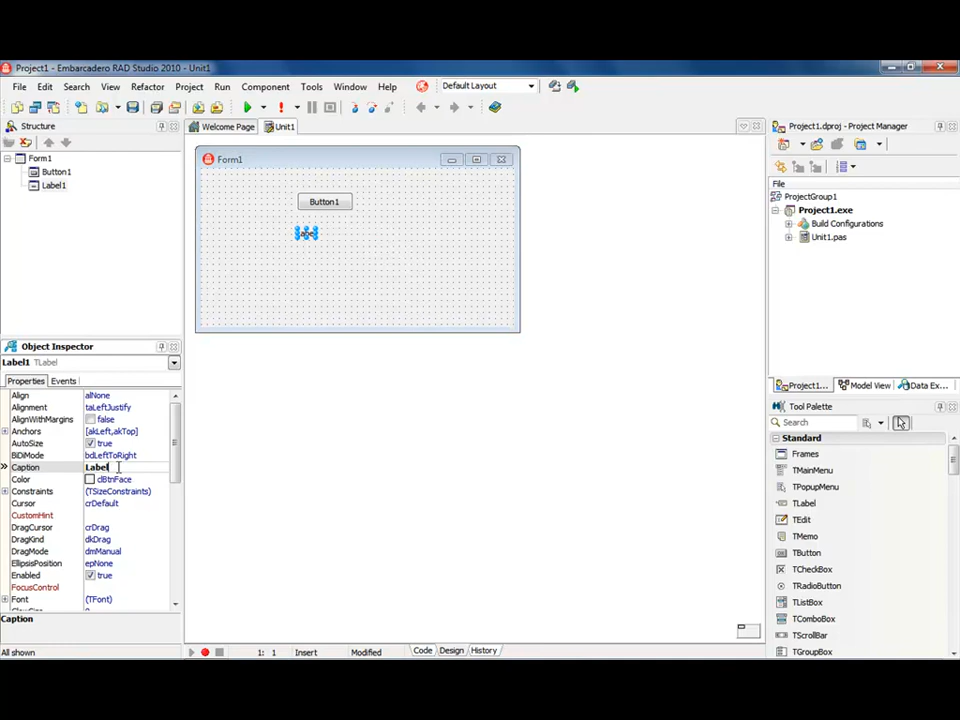 Project1 - Embarcadero RAD Studio 2010 - Unit1
File Edit Search View Refactor Project Run Component Tools Window Help Default Layout
Structure
Form1
Button1
Label1
Welcome Page Unit1
Form1
Button1
Project1.dproj - Project Manager
File
ProjectGroup1
Project1.exe
Build Configurations
Unit1.pas
Project1... Model View Data Ex...
Object Inspector
Label1 TLabel
Properties Events
Align alNone
Alignment taLeftJustify
AlignWithMargins false
Anchors [akLeft,akTop]
AutoSize true
BiDiMode bdLeftToRight
Caption Label
Color clBtnFace
Constraints (TSizeConstraints)
Cursor crDefault
CustomHint
DragCursor crDrag
DragKind dkDrag
DragMode dmManual
EllipsisPosition epNone
Enabled true
FocusControl
Font (TFont)
Caption
All shown
Tool Palette
Search
Standard
Frames
TMainMenu
TPopupMenu
TLabel
TEdit
TMemo
TButton
TCheckBox
TRadioButton
TListBox
TComboBox
TScrollBar
TGroupBox
1: 1 Insert Modified Code Design History